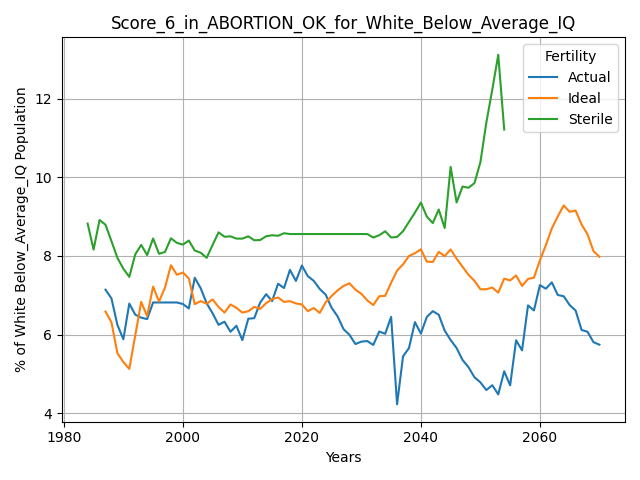 Score_6_in_ABORTION_OK_for_White_Below_Average_IQ
Fertility
Actual
Ideal
Sterile
% of White Below_Average_IQ Population
12
10
8
6
4
1980
2000
2020
2040
2060
Years